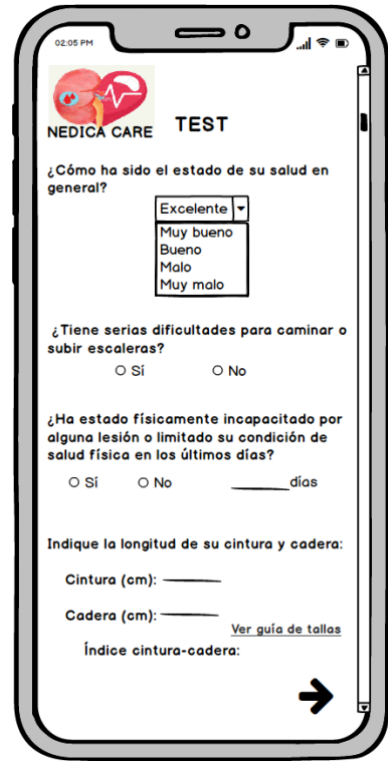 02:05 PM
NEDICA CARE
TEST
¿Cómo ha sido el estado de su salud en
general?
Excelente
Muy bueno
Bueno
Malo
Muy malo
¿Tiene serias dificultades para caminar o
subir escaleras?
Sí No
¿Ha estado físicamente incapacitado por
alguna lesión o limitado su condición de
salud física en los últimos días?
Sí No ______días
Indique la longitud de su cintura y cadera:
Cintura (cm):
Cadera (cm):
Ver guía de tallas
Índice cintura-cadera: